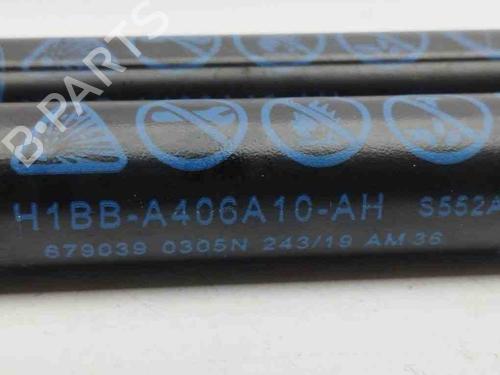 B-PARTS
H1BB-A406A10-AH S552A
679039 0305N 243/19 AM 36